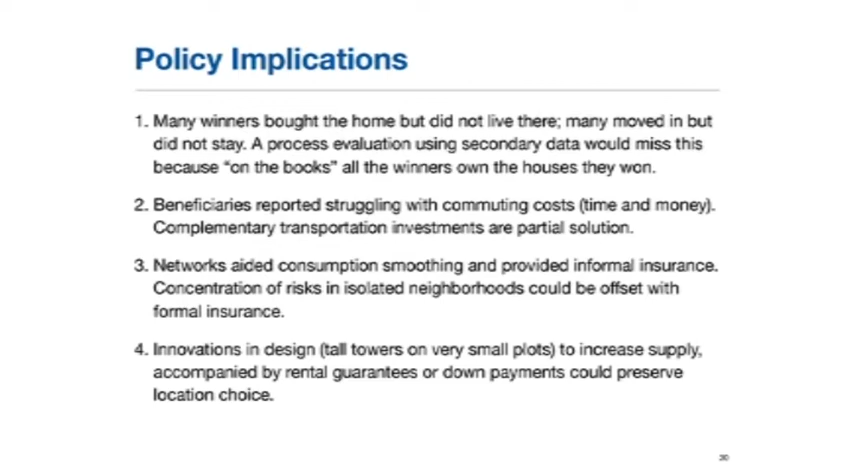 Policy Implications
1. Many winners bought the home but did not live there; many moved in but
did not stay. A process evaluation using secondary data would miss this
because “on the books” all the winners own the houses they won.
2. Beneficiaries reported struggling with commuting costs (time and money).
Complementary transportation investments are partial solution.
3. Networks aided consumption smoothing and provided informal insurance.
Concentration of risks in isolated neighborhoods could be offset with
formal insurance.
4. Innovations in design (tall towers on very small plots) to increase supply,
accompanied by rental guarantees or down payments could preserve
location choice.
20